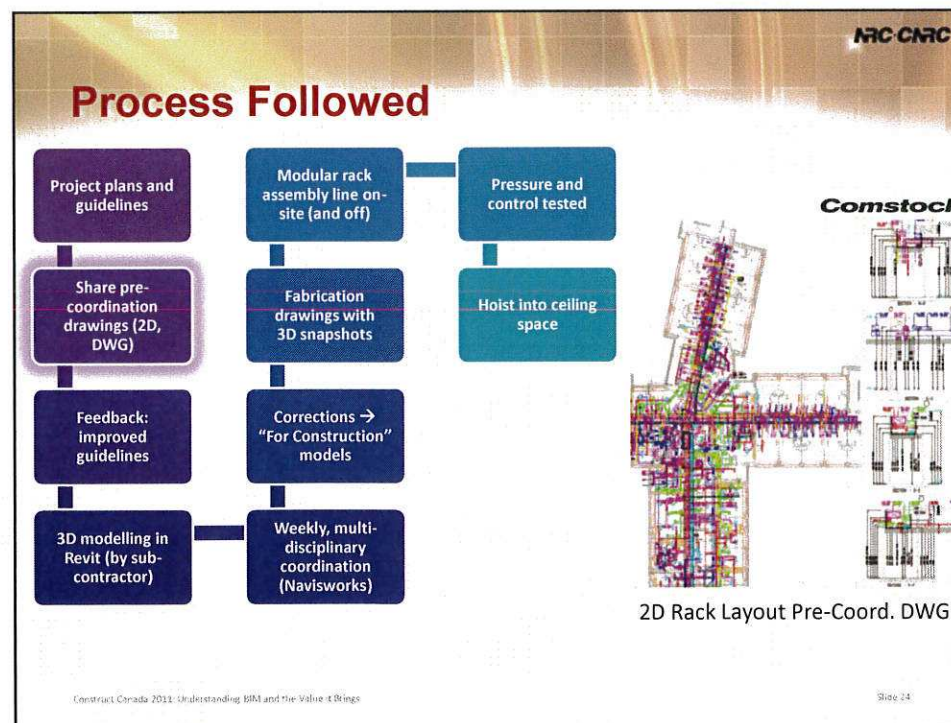 NRC·CNRC
Process Followed
Project plans and
guidelines
Share pre-
coordination
drawings (2D,
DWG)
Feedback:
improved
guidelines
3D modelling in
Revit (by sub-
contractor)
Weekly, multi-
disciplinary
coordination
(Navisworks)
Corrections →
"For Construction"
models
Fabrication
drawings with
3D snapshots
Modular rack
assembly line on-
site (and off)
Pressure and
control tested
Hoist into ceiling
space
Comstock
2D Rack Layout Pre-Coord. DWG
Construct Canada 2011: Understanding BIM and the Value it Brings
Slide 24